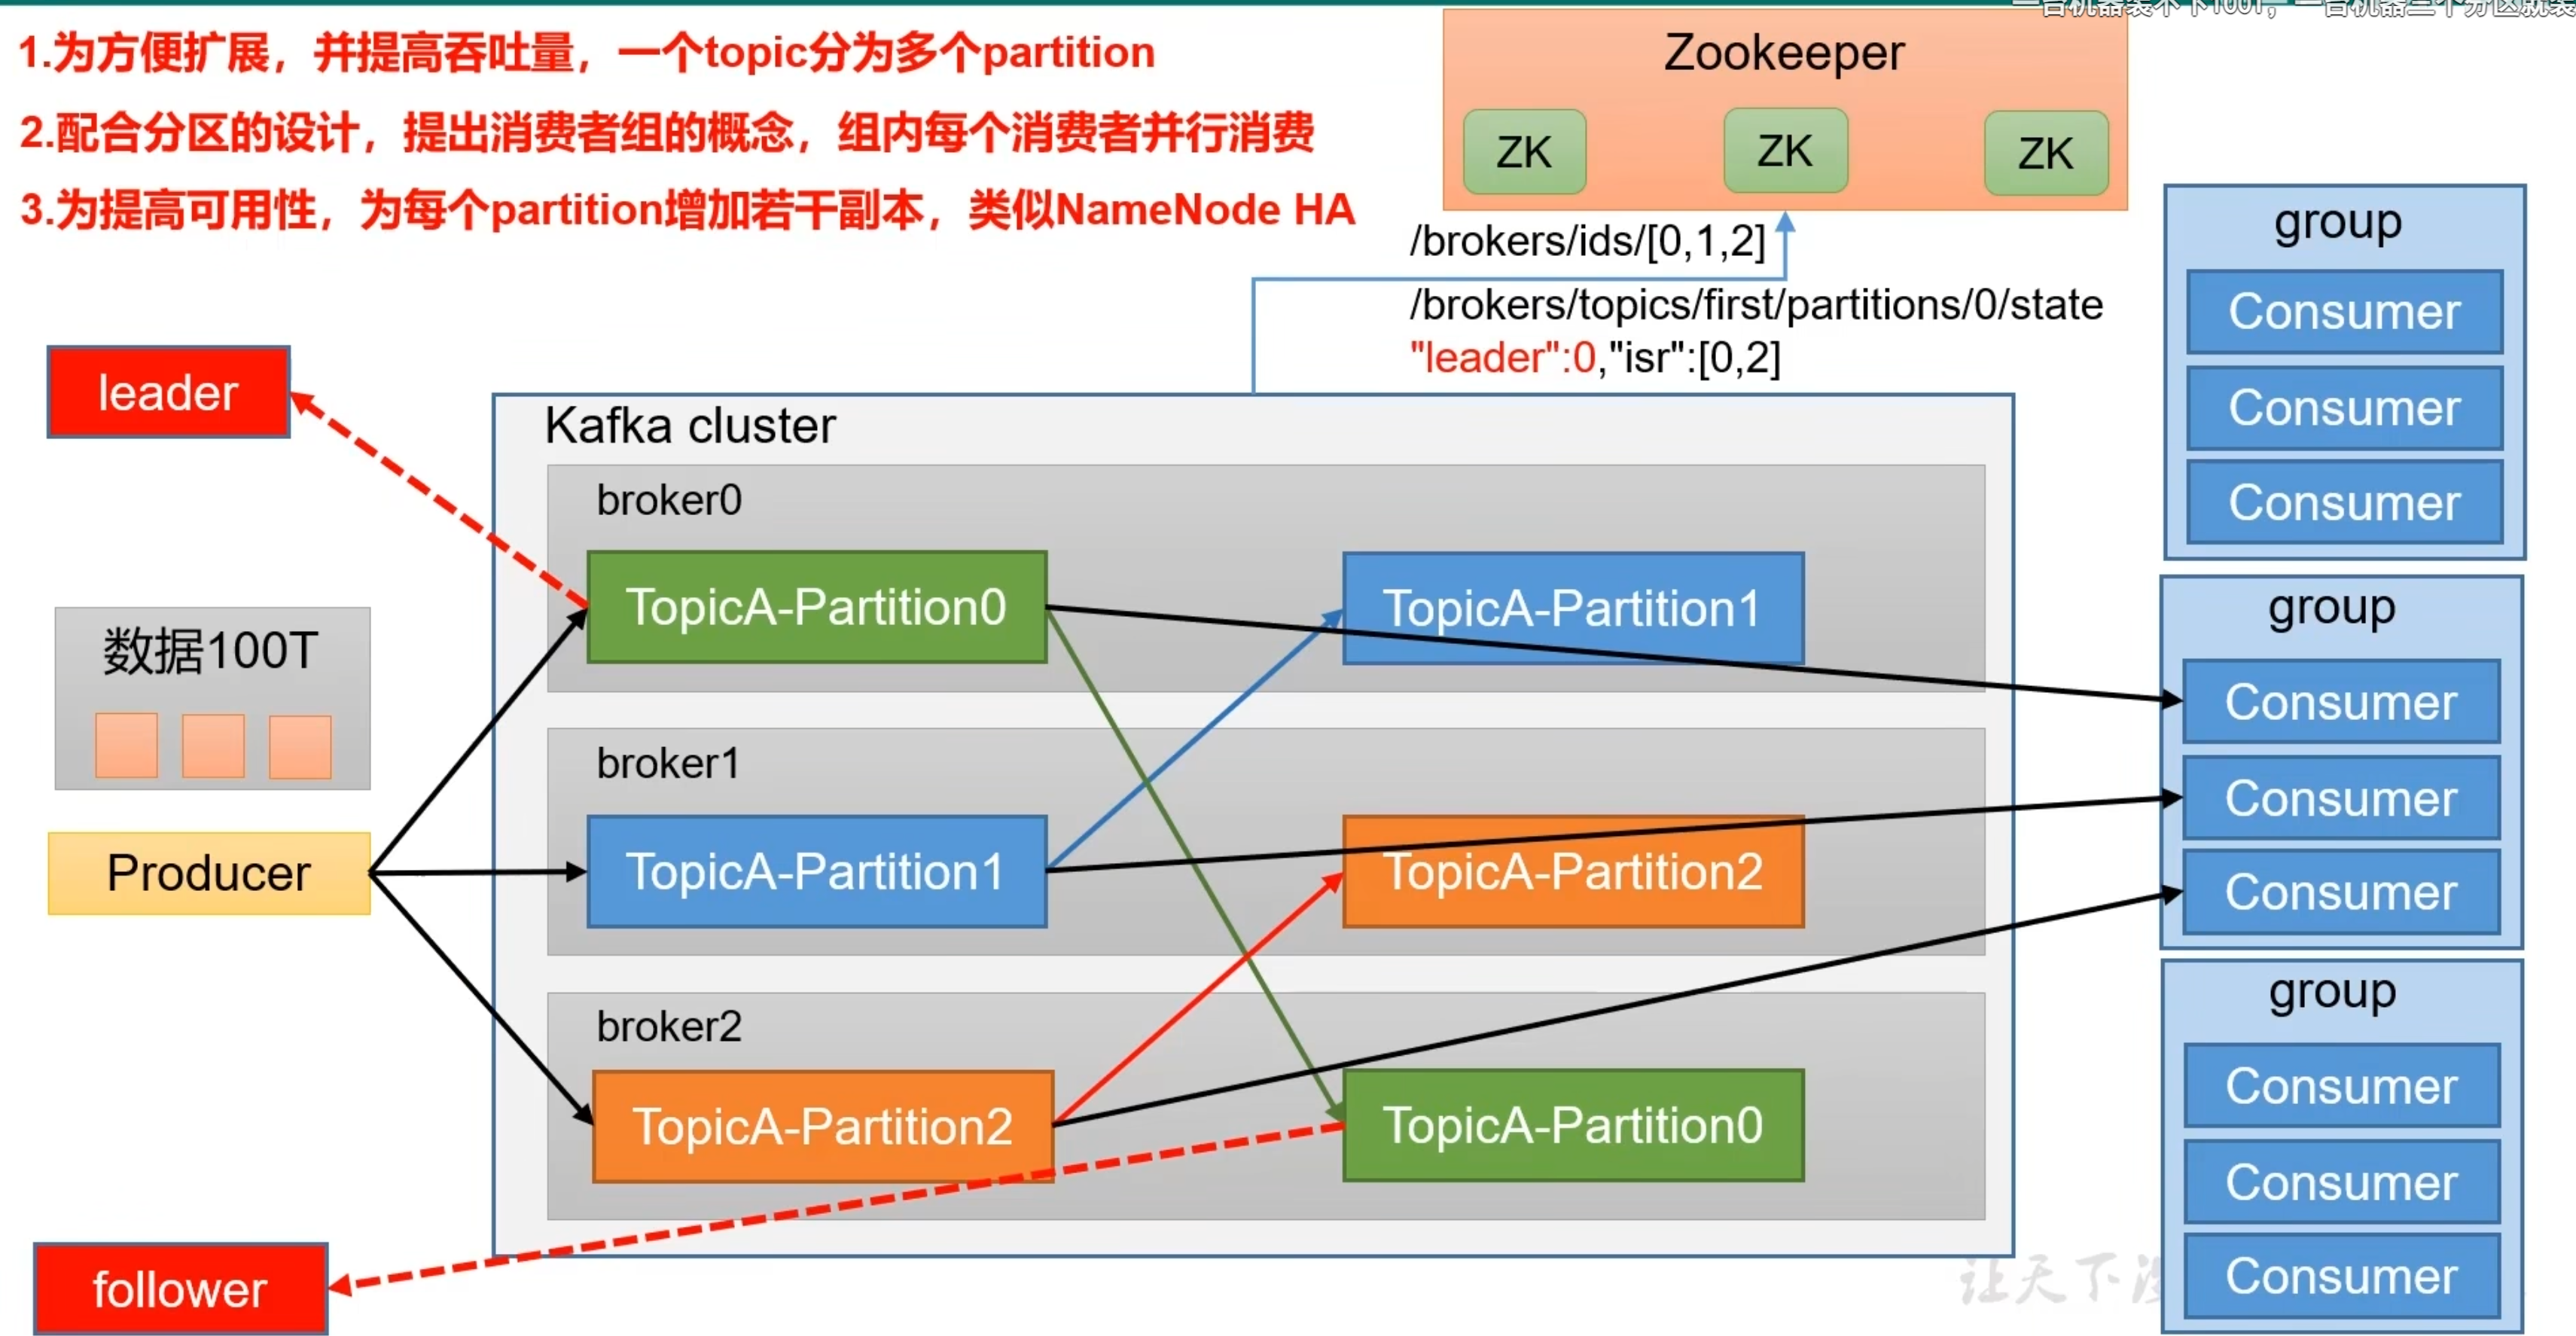 1.为方便扩展，并提高吞吐量，一个topic分为多个partition
2.配合分区的设计，提出消费者组的概念，组内每个消费者并行消费
3.为提高可用性，为每个partition增加若干副本，类似NameNode HA
Zookeeper
ZK
ZK
ZK
/brokers/ids/[0,1,2]
/brokers/topics/first/partitions/0/state
"leader":0,"isr":[0,2]
leader
数据100T
Producer
follower
Kafka cluster
broker0
TopicA-Partition0
TopicA-Partition1
broker1
TopicA-Partition1
TopicA-Partition2
broker2
TopicA-Partition2
TopicA-Partition0
group
Consumer
Consumer
Consumer
group
Consumer
Consumer
Consumer
group
Consumer
Consumer
Consumer
让天下没